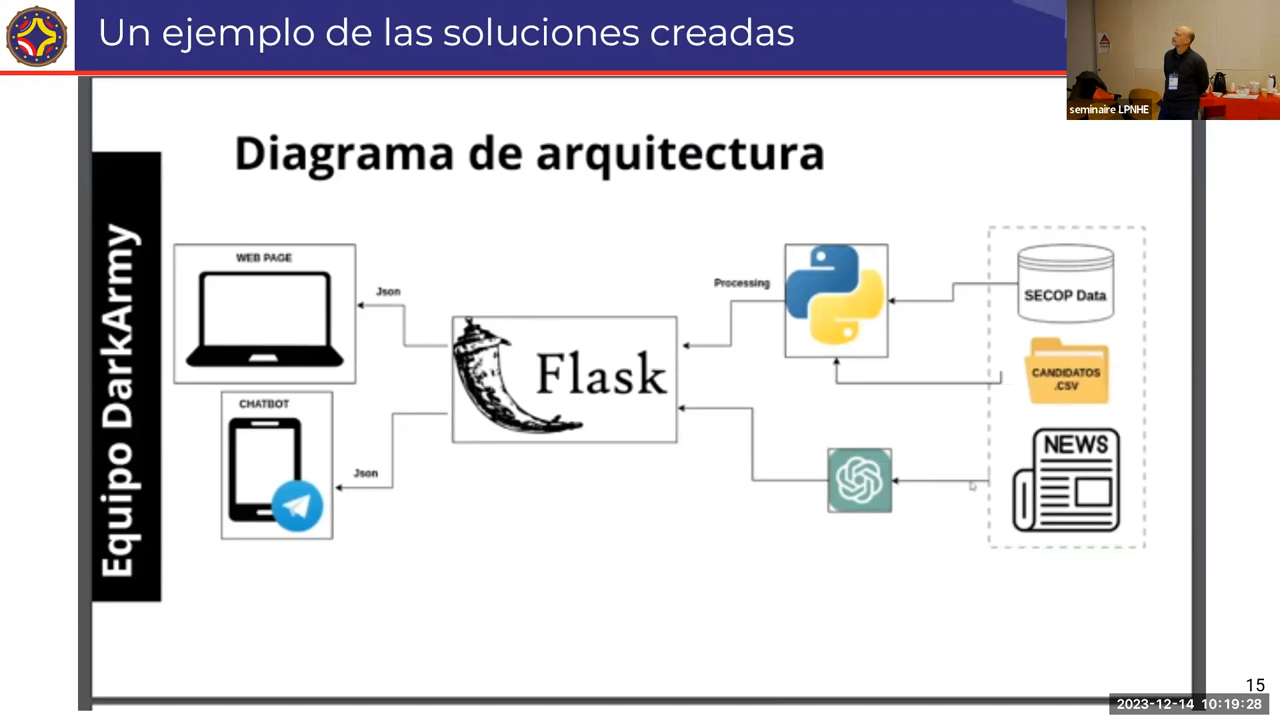 Un ejemplo de las soluciones creadas
seminaire LPNHE
Diagrama de arquitectura
Equipo DarkArmy
WEB PAGE
Json
CHATBOT
Json
Flask
Processing
SECOP Data
CANDIDATOS
.CSV
NEWS
15
2023-12-14 10:19:28